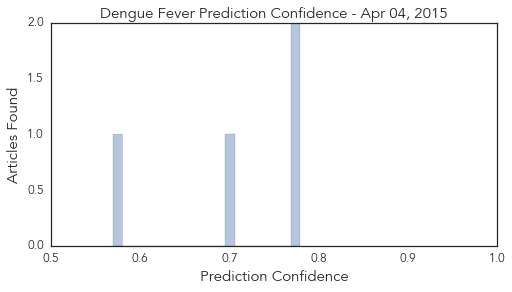 Dengue Fever Prediction Confidence - Apr 04, 2015
2.0
1.5
1.0
0.5
0.0
Articles Found
0.5 0.6 0.7 0.8 0.9 1.0
Prediction Confidence